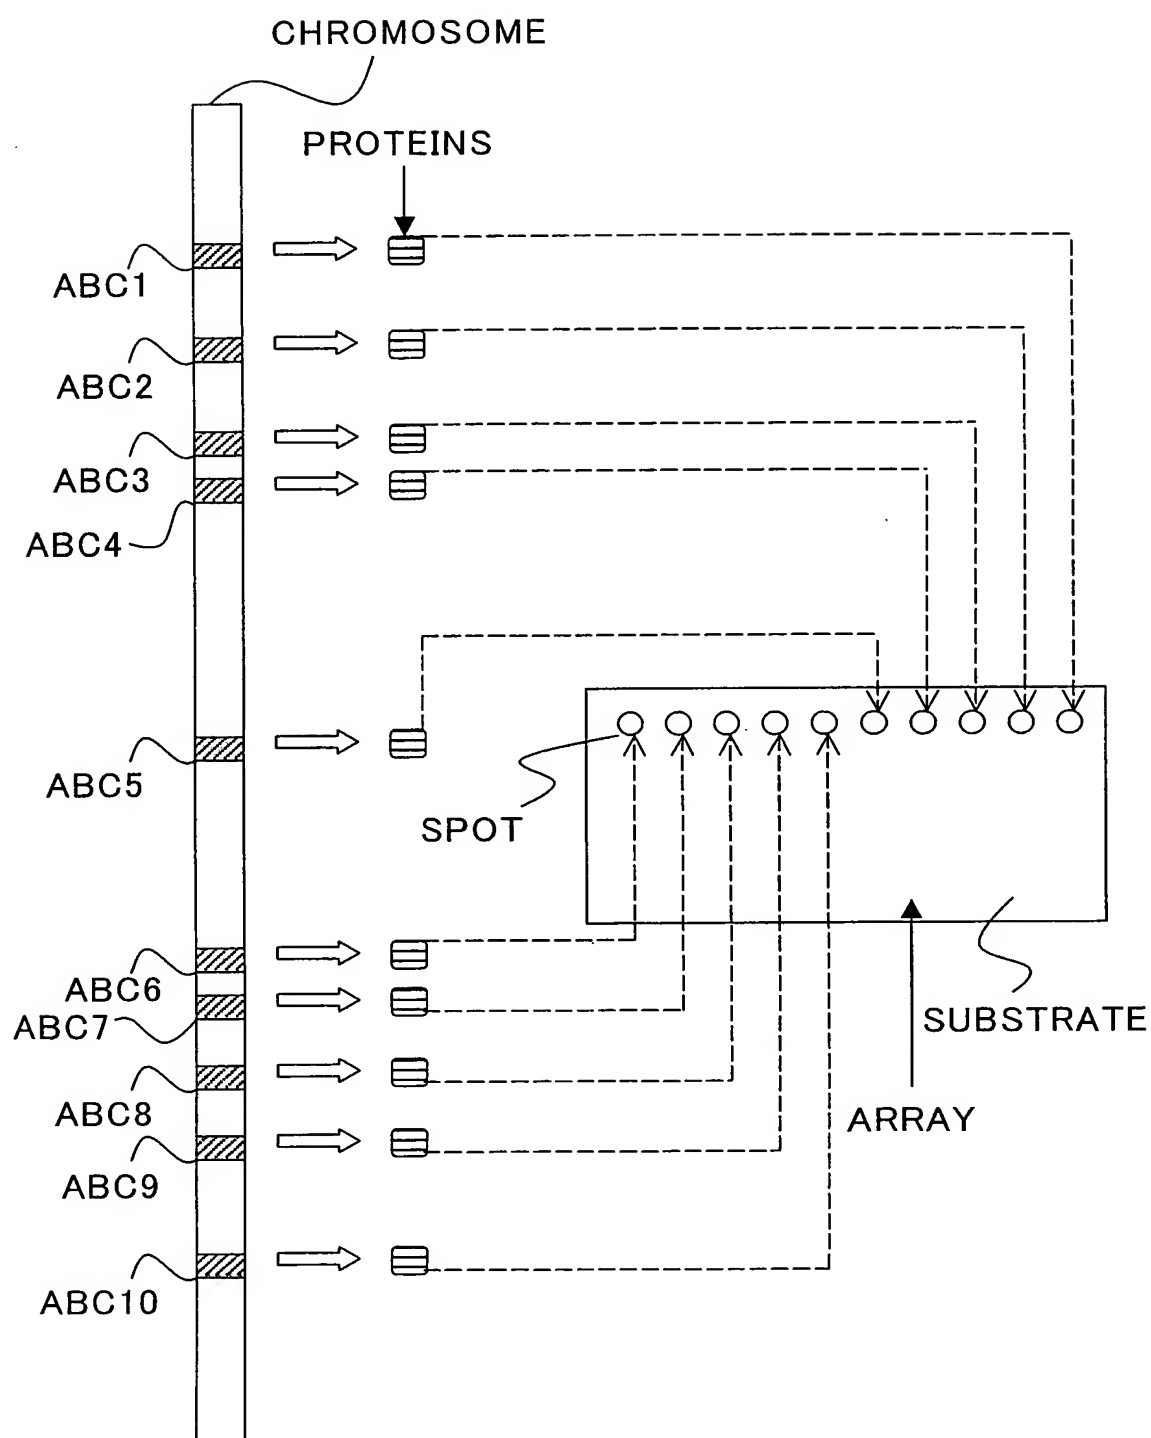 CHROMOSOME
PROTEINS
ABC1
ABC2
ABC3
ABC4
ABC5
SPOT
ABC6
ABC7
SUBSTRATE
ABC8
ARRAY
ABC9
ABC10